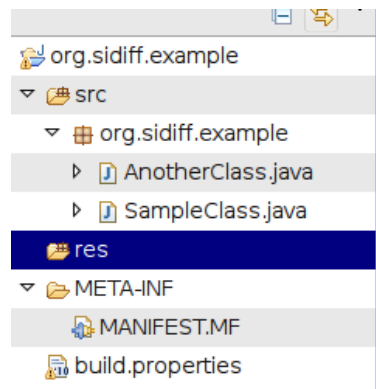 org.sidiff.example
src
org.sidiff.example
AnotherClass.java
SampleClass.java
res
META-INF
MANIFEST.MF
build.properties